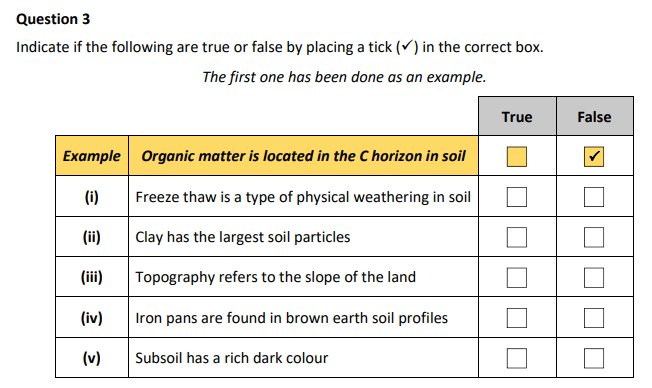 Question 3
Indicate if the following are true or false by placing a tick (✓) in the correct box.
The first one has been done as an example.
True False
Example Organic matter is located in the C horizon in soil ✓
(i) Freeze thaw is a type of physical weathering in soil
(ii) Clay has the largest soil particles
(iii) Topography refers to the slope of the land
(iv) Iron pans are found in brown earth soil profiles
(v) Subsoil has a rich dark colour